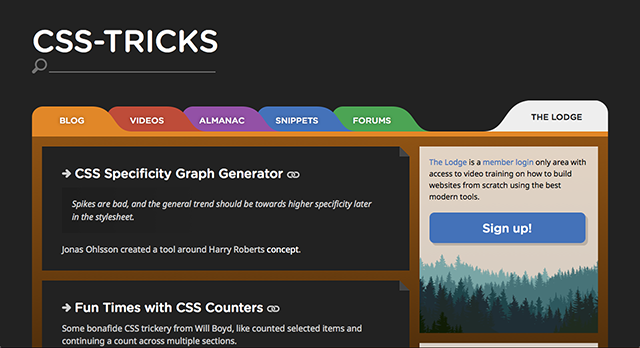 CSS-TRICKS
BLOG
VIDEOS
ALMANAC
SNIPPETS
FORUMS
THE LODGE
CSS Specificity Graph Generator
Spikes are bad, and the general trend should be towards higher specificity later
in the stylesheet.
Jonas Ohlsson created a tool around Harry Roberts concept.
Fun Times with CSS Counters
Some bonafide CSS trickery from Will Boyd, like counted selected items and
continuing a count across multiple sections.
The Lodge is a member login only area with
access to video training on how to build
websites from scratch using the best
modern tools.
Sign up!